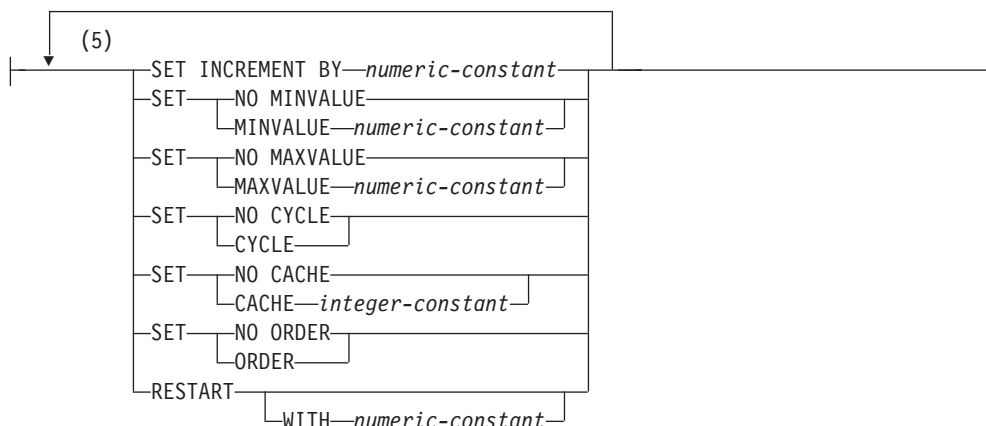 (5)
SET INCREMENT BY numeric-constant
SET NO MINVALUE
MINVALUE numeric-constant
SET NO MAXVALUE
MAXVALUE numeric-constant
SET NO CYCLE
CYCLE
SET NO CACHE
CACHE integer-constant
SET NO ORDER
ORDER
RESTART
WITH numeric-constant